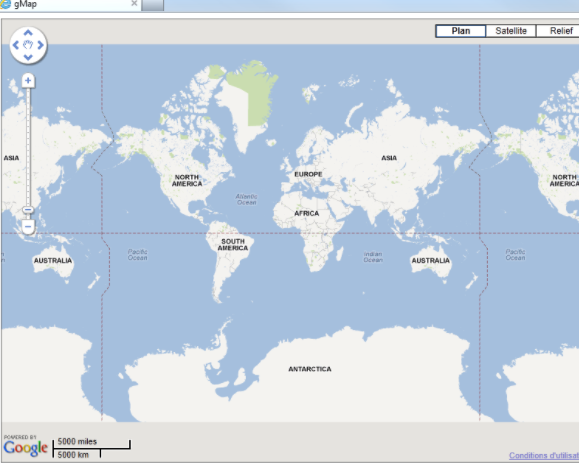 gMap
Plan Satellite Relief
ASIA
NORTH
AMERICA
Atlantic
Ocean
EUROPE
ASIA
NORTH
AMERICA
AFRICA
SOUTH
AMERICA
Pacific
Ocean
AUSTRALIA
Indian
Ocean
AUSTRALIA
Pacific
Ocean
ANTARCTICA
POWERED BY
Google
5000 miles
5000 km
Conditions d'utilisat